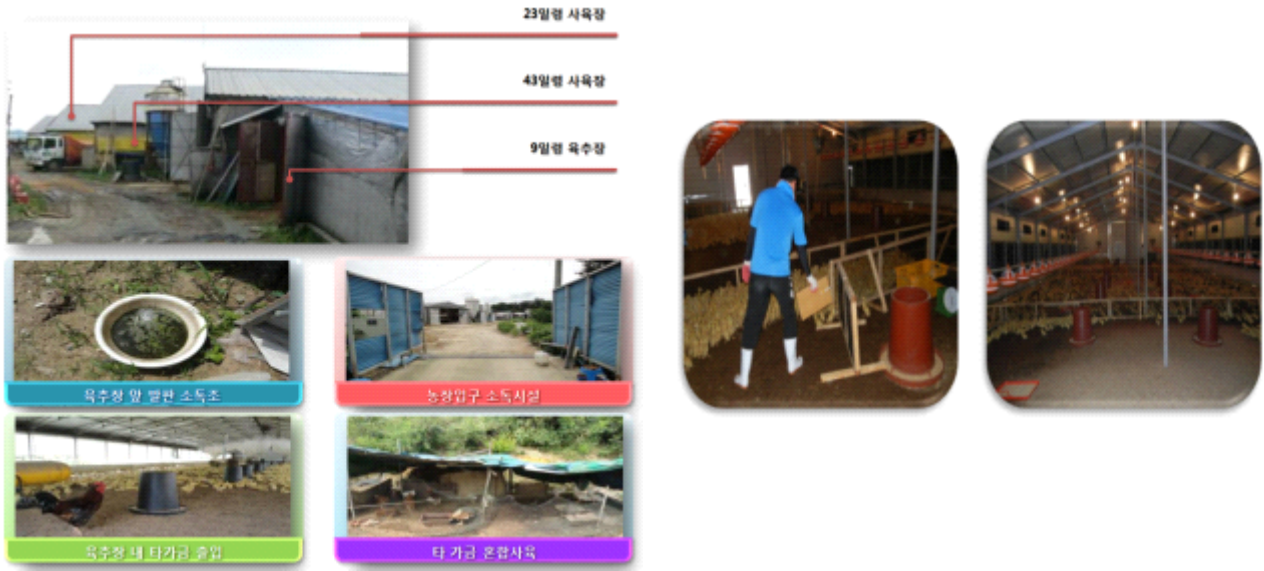 23일령 사육장
43일령 사육장
9일령 육추장
육추장 앞 발판 소독조
농장입구 소독시설
육추장 내 타가금 출입
타 가금 혼합사육